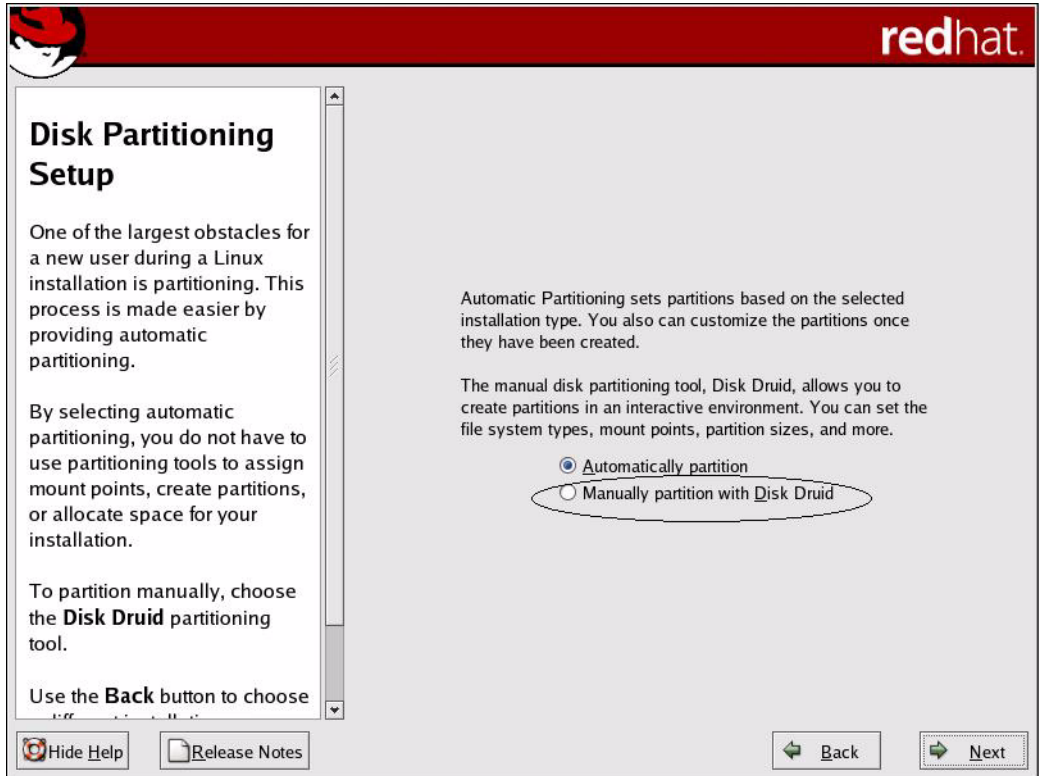 redhat.
Disk Partitioning
Setup
One of the largest obstacles for
a new user during a Linux
installation is partitioning. This
process is made easier by
providing automatic
partitioning.
By selecting automatic
partitioning, you do not have to
use partitioning tools to assign
mount points, create partitions,
or allocate space for your
installation.
To partition manually, choose
the Disk Druid partitioning
tool.
Use the Back button to choose
Automatic Partitioning sets partitions based on the selected
installation type. You also can customize the partitions once
they have been created.
The manual disk partitioning tool, Disk Druid, allows you to
create partitions in an interactive environment. You can set the
file system types, mount points, partition sizes, and more.
Automatically partition
Manually partition with Disk Druid
Hide Help
Release Notes
Back
Next